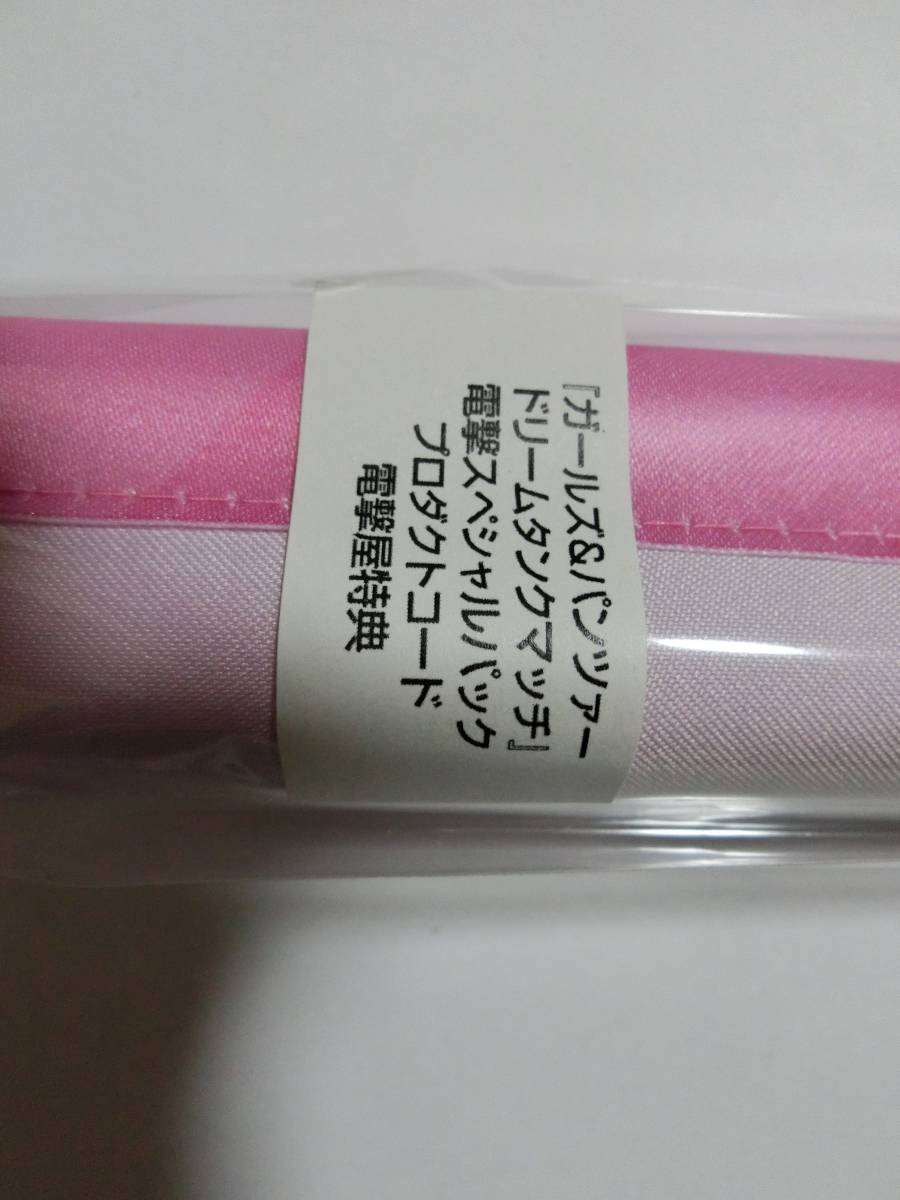 『ガールズ&パンツァー
ドリームタンクマッチ』
電撃スペシャルパック
プロダクトコード
電撃屋特典